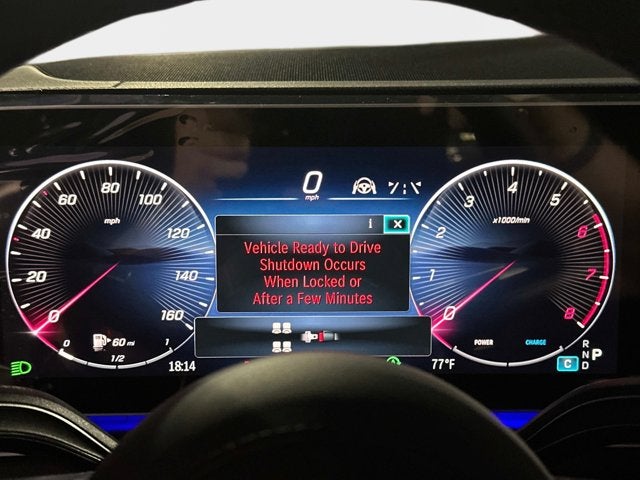 0
mph
i X
Vehicle Ready to Drive
Shutdown Occurs
When Locked or
After a Few Minutes
0 20 40 60 80 100 120 140 160
mph
60 mi
0 1/2 1
18:14
0 1 2 3 4 5 6 7 8
x1000/min
POWER CHARGE
77°F
C
R
N
D
P